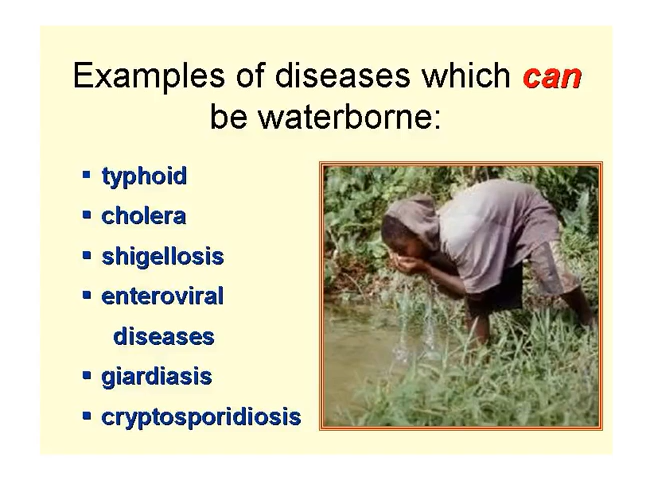 Examples of diseases which can
be waterborne:
▪ typhoid
▪ cholera
▪ shigellosis
▪ enteroviral
diseases
▪ giardiasis
▪ cryptosporidiosis